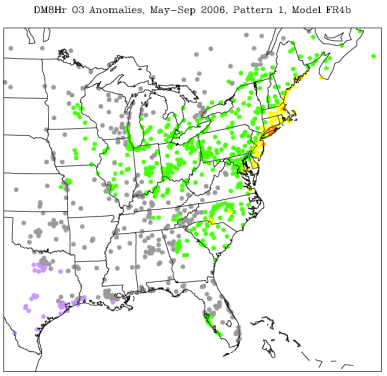 DM8Hr O3 Anomalies, May-Sep 2006, Pattern 1, Model FR4b